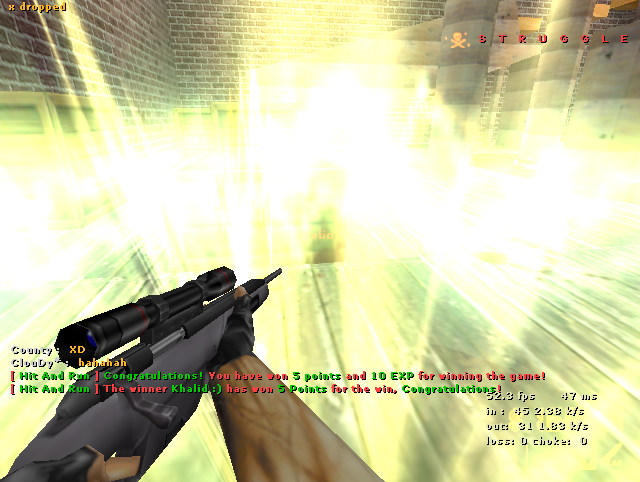 x dropped
S T R U G G L E
County : XD
ClouDy~ : hahahah
[ Hit And Run ] Congratulations! You have won 5 points and 10 EXP for winning the game!
[ Hit And Run ] The winner Khalid.:) has won 5 Points for the win, Congratulations!
52.3 fps 47 ms
in : 45 2.38 k/s
out: 31 1.83 k/s
loss: 0 choke: 0